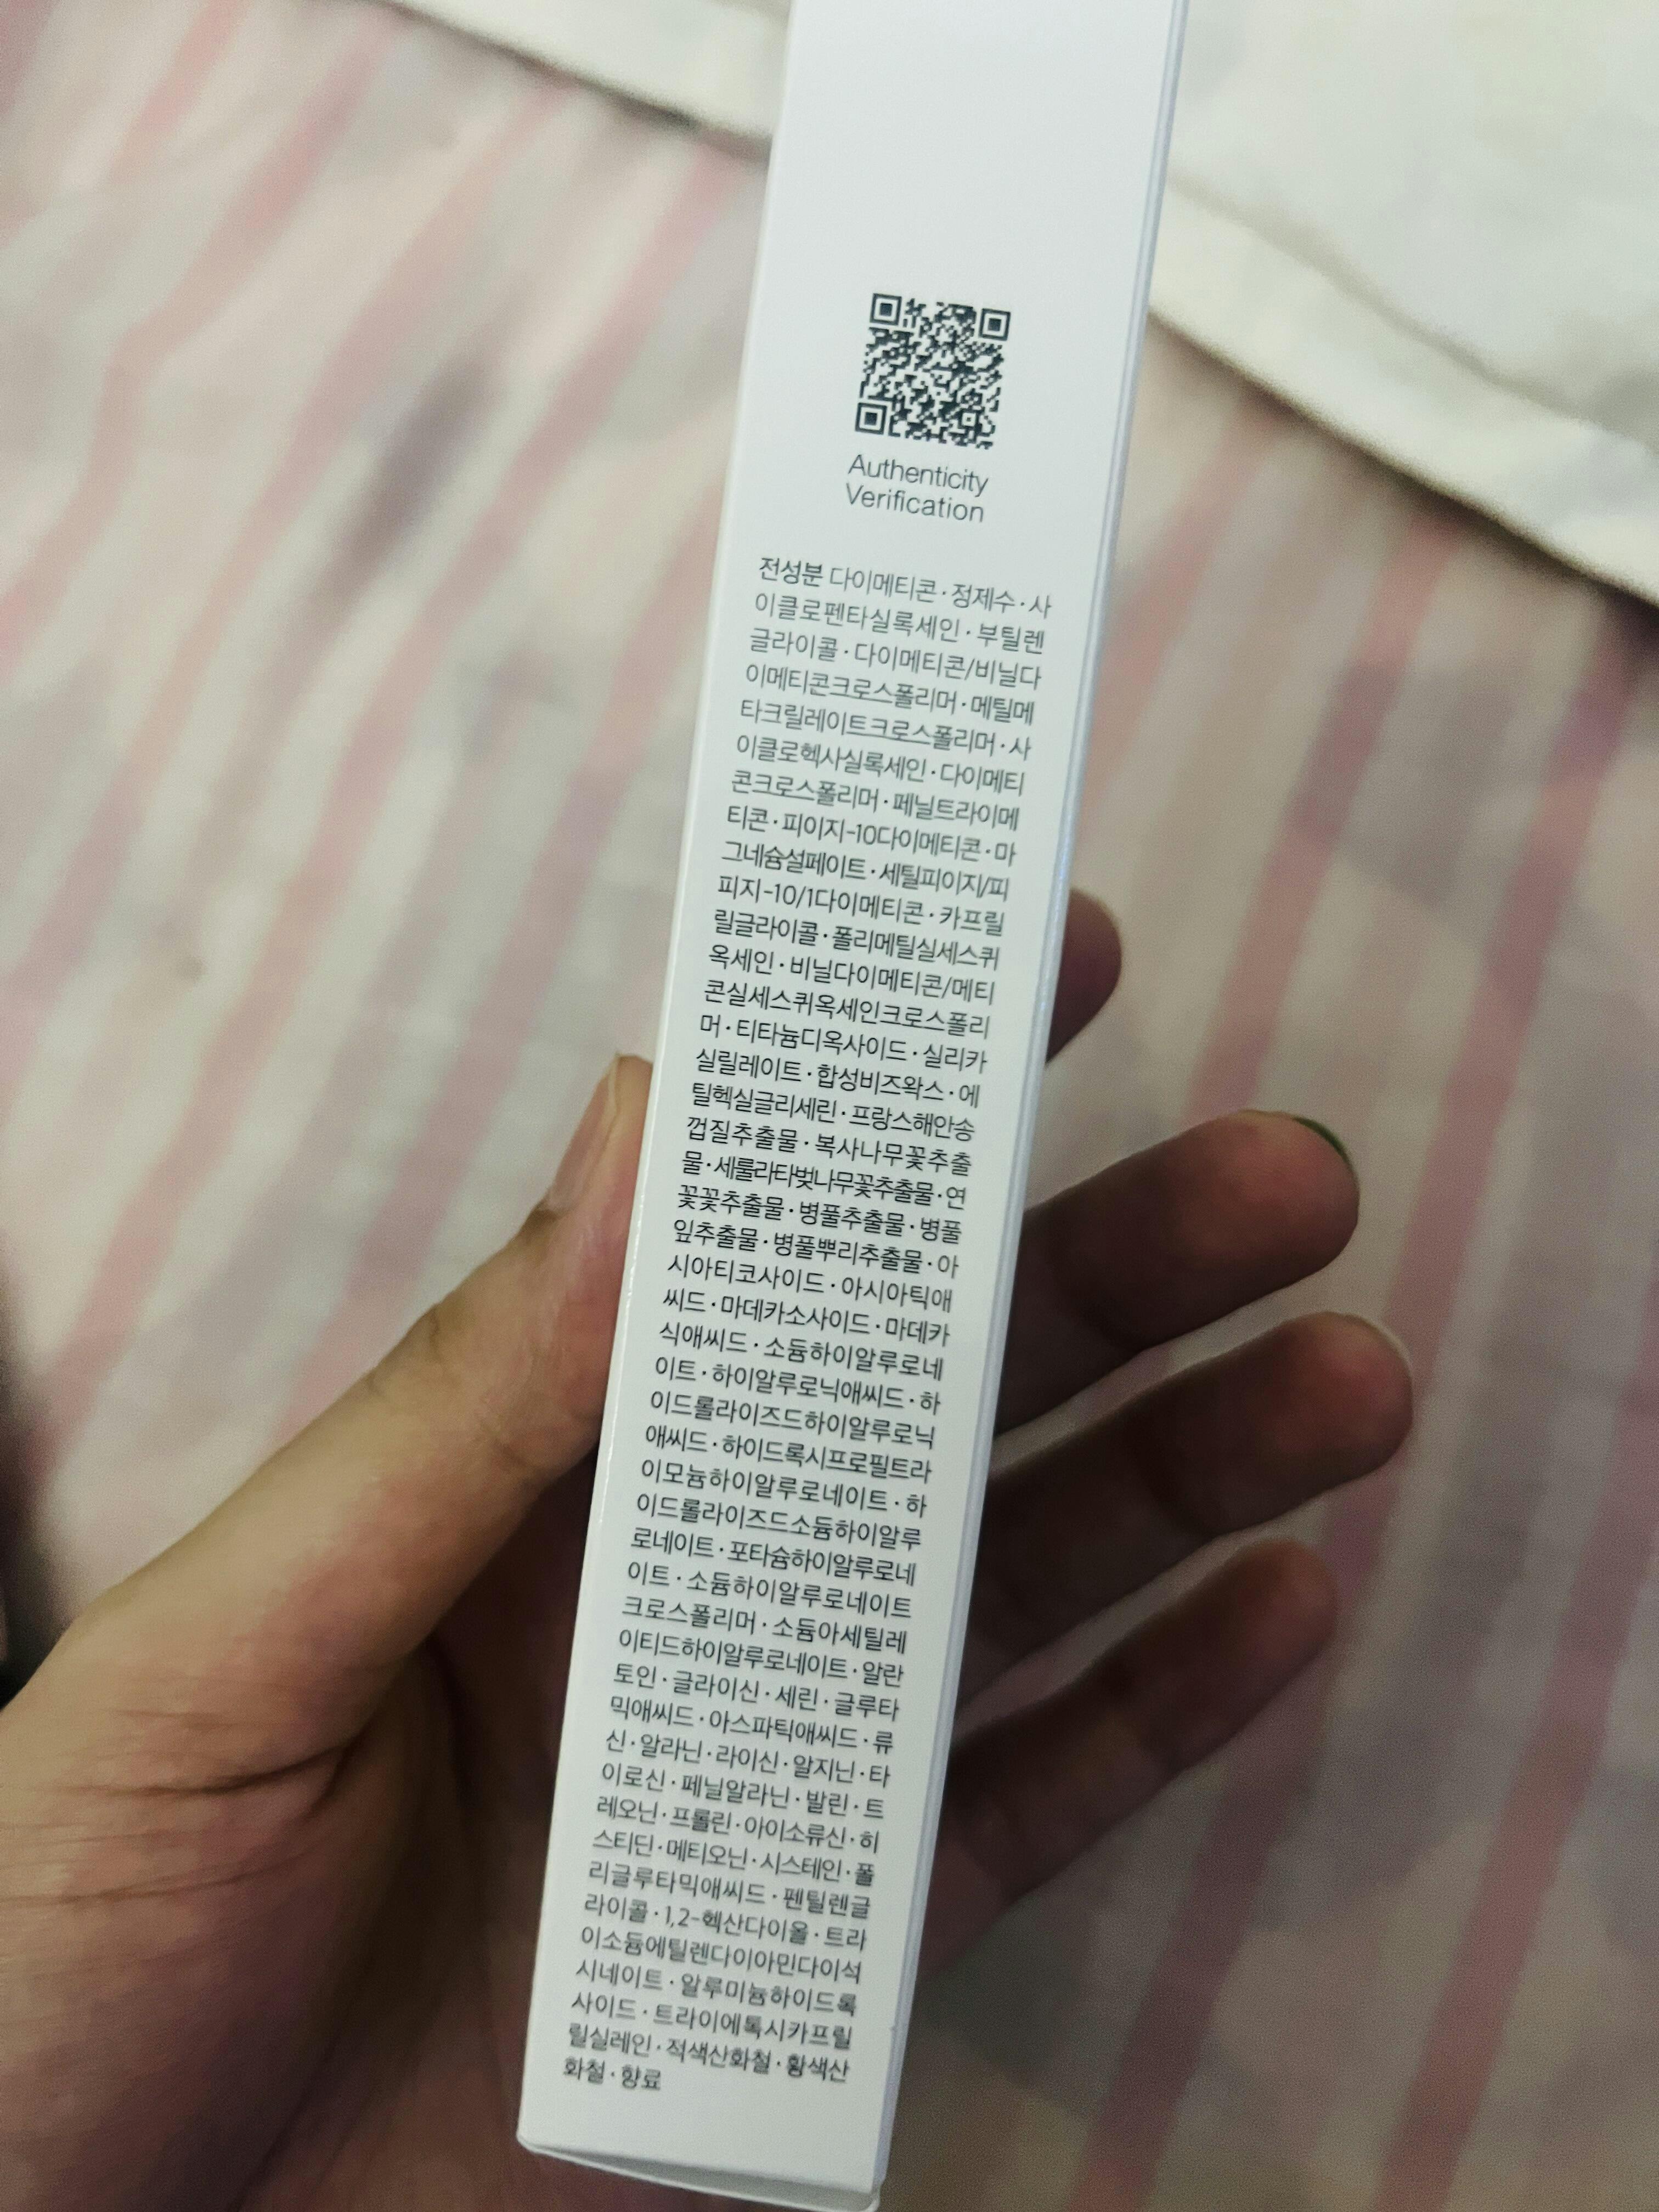 Authenticity
Verification
전성분 다이메티콘·정제수·사
이클로펜타실록세인·부틸렌
글라이콜·다이메티콘/비닐다
이메티콘크로스폴리머·메틸메
타크릴레이트크로스폴리머·사
이클로헥사실록세인·다이메티
콘크로스폴리머·페닐트라이메
티콘·피이지-10다이메티콘·마
그네슘설페이트·세틸피이지/피
피지-10/1다이메티콘·카프릴
릴글라이콜·폴리메틸실세스퀴
옥세인·비닐다이메티콘/메티
콘실세스퀴옥세인크로스폴리
머·티타늄디옥사이드·실리카
실릴레이트·합성비즈왁스·에
틸헥실글리세린·프랑스해안송
껍질추출물·복사나무꽃추출
물·세룰라타벚나무꽃추출물·연
꽃꽃추출물·병풀추출물·병풀
잎추출물·병풀뿌리추출물·아
시아티코사이드·아시아틱애
씨드·마데카소사이드·마데카
식애씨드·소듐하이알루로네
이트·하이알루로닉애씨드·하
이드롤라이즈드하이알루로닉
애씨드·하이드록시프로필트라
이모늄하이알루로네이트·하
이드롤라이즈드소듐하이알루
로네이트·포타슘하이알루로네
이트·소듐하이알루로네이트
크로스폴리머·소듐아세틸레
이티드하이알루로네이트·알란
토인·글라이신·세린·글루타
믹애씨드·아스파틱애씨드·류
신·알라닌·라이신·알지닌·타
이로신·페닐알라닌·발린·트
레오닌·프롤린·아이소류신·히
스티딘·메티오닌·시스테인·폴
리글루타믹애씨드·펜틸렌글
라이콜·1,2-헥산다이올·트라
이소듐에틸렌다이아민다이석
시네이트·알루미늄하이드록
사이드·트라이에톡시카프릴
릴실레인·적색산화철·황색산
화철·향료